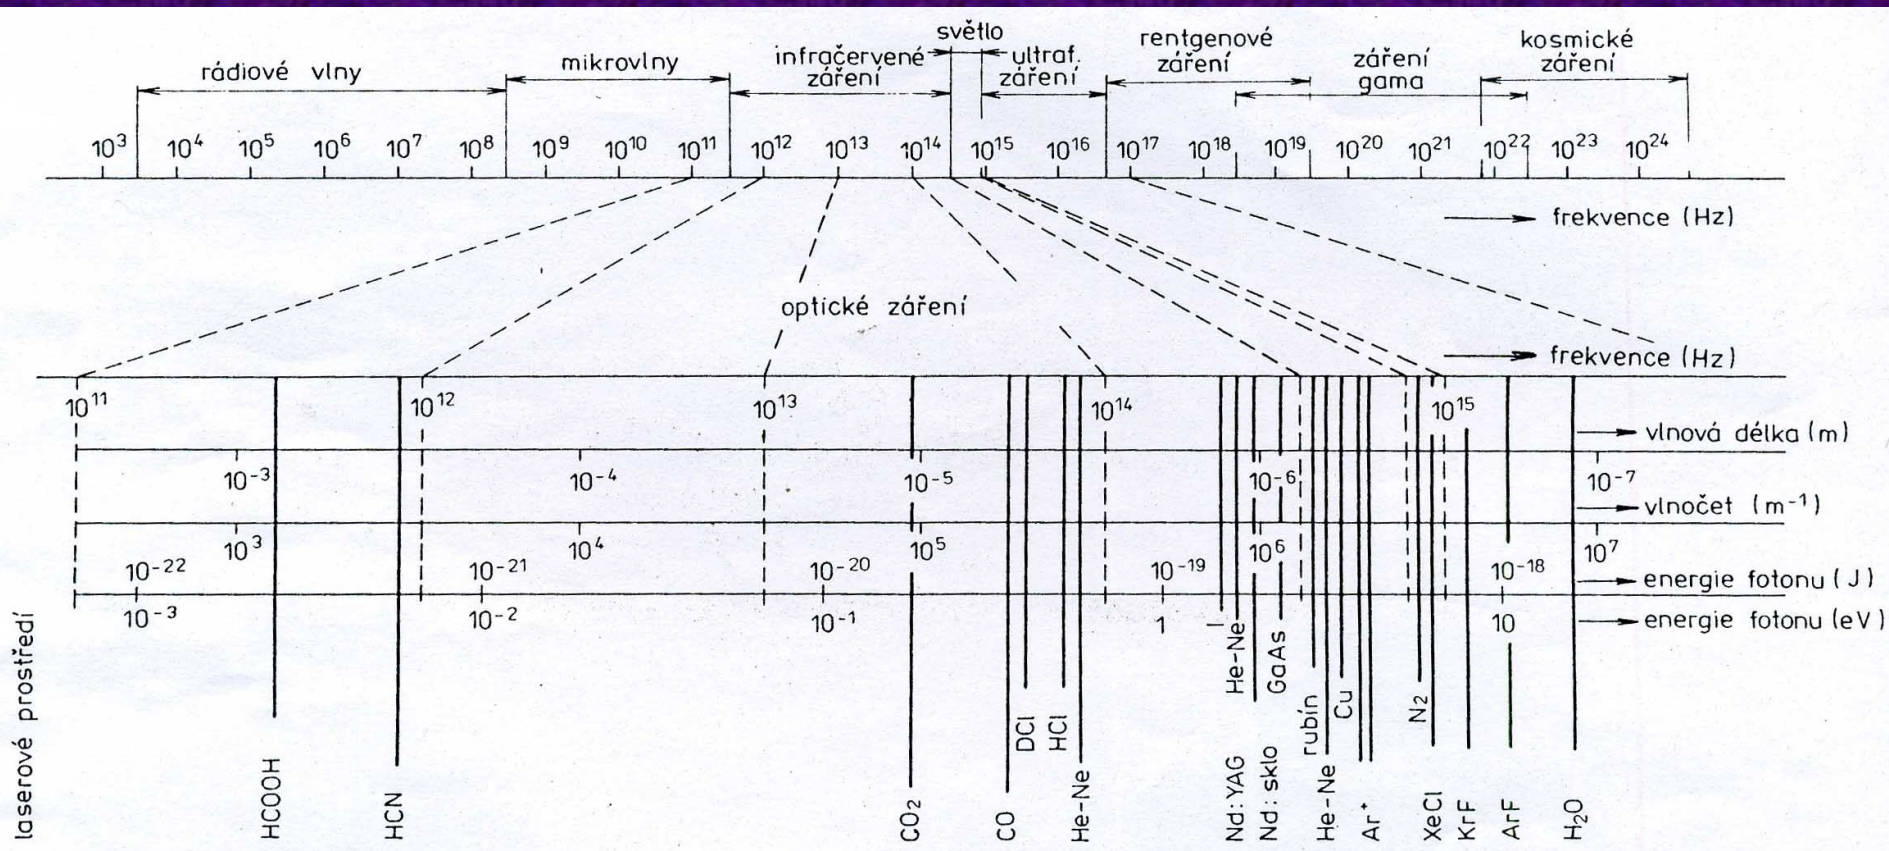 světlo
rádiové vlny
mikrovlny
infračervené
záření
ultraf.
záření
rentgenové
záření
záření
gama
kosmické
záření
10³ 10⁴ 10⁵ 10⁶ 10⁷ 10⁸ 10⁹ 10¹⁰ 10¹¹ 10¹² 10¹³ 10¹⁴ 10¹⁵ 10¹⁶ 10¹⁷ 10¹⁸ 10¹⁹ 10²⁰ 10²¹ 10²² 10²³ 10²⁴
frekvence (Hz)
optické záření
frekvence (Hz)
10¹¹ 10¹² 10¹³ 10¹⁴ 10¹⁵
vlnová délka (m)
10⁻³ 10⁻⁴ 10⁻⁵ 10⁻⁶ 10⁻⁷
vlnočet (m⁻¹)
10³ 10⁴ 10⁵ 10⁶ 10⁷
10⁻²² 10⁻²¹ 10⁻²⁰ 10⁻¹⁹ 10⁻¹⁸
energie fotonu (J)
10⁻³ 10⁻² 10⁻¹ 1 10
energie fotonu (eV)
laserové prostředí
HCOOH
HCN
CO₂
CO
DCl
HCl
He-Ne
Nd:YAG
He-Ne
Nd:sklo
GaAs
rubín
He-Ne
Cu
Ar⁺
N₂
XeCl
KrF
ArF
H₂O